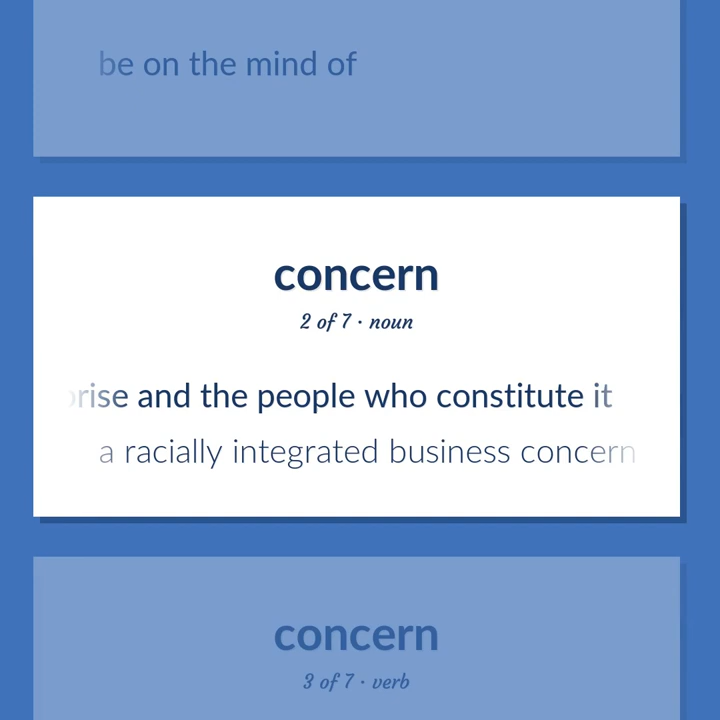 be on the mind of
concern
2 of 7 · noun
rise and the people who constitute it
a racially integrated business concern
concern
3 of 7 · verb